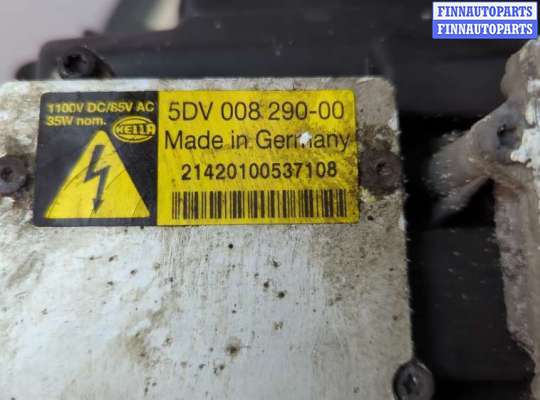 FINNAUTOPARTS
FINNAUTOPARTS
1100V DC/85V AC
35W nom.
HELLA
5DV 008 290-00
Made in Germany
21420100537108